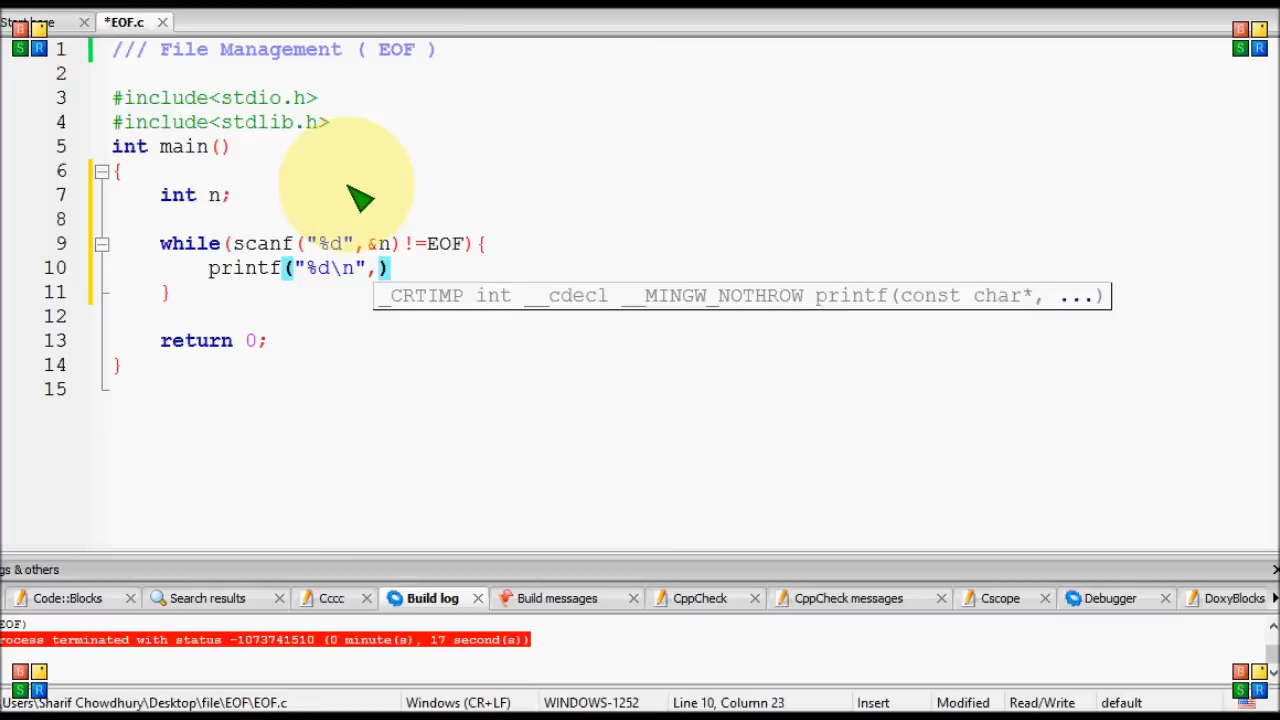 Start here *EOF.c
1 /// File Management ( EOF )
2
3 #include<stdio.h>
4 #include<stdlib.h>
5 int main()
6 {
7 int n;
8
9 while(scanf("%d",&n)!=EOF){
10 printf("%d\n",)
_CRTIMP int __cdecl __MINGW_NOTHROW printf(const char*, ...)
11 }
12
13 return 0;
14 }
15
gs & others
Code::Blocks Search results Cccc Build log Build messages CppCheck CppCheck messages Cscope Debugger DoxyBlocks
EOF)
rocess terminated with status -1073741510 (0 minute(s), 17 second(s))
Users\Sharif Chowdhury\Desktop\file\EOF\EOF.c Windows (CR+LF) WINDOWS-1252 Line 10, Column 23 Insert Modified Read/Write default
B S R
B S R
B S R
B S R